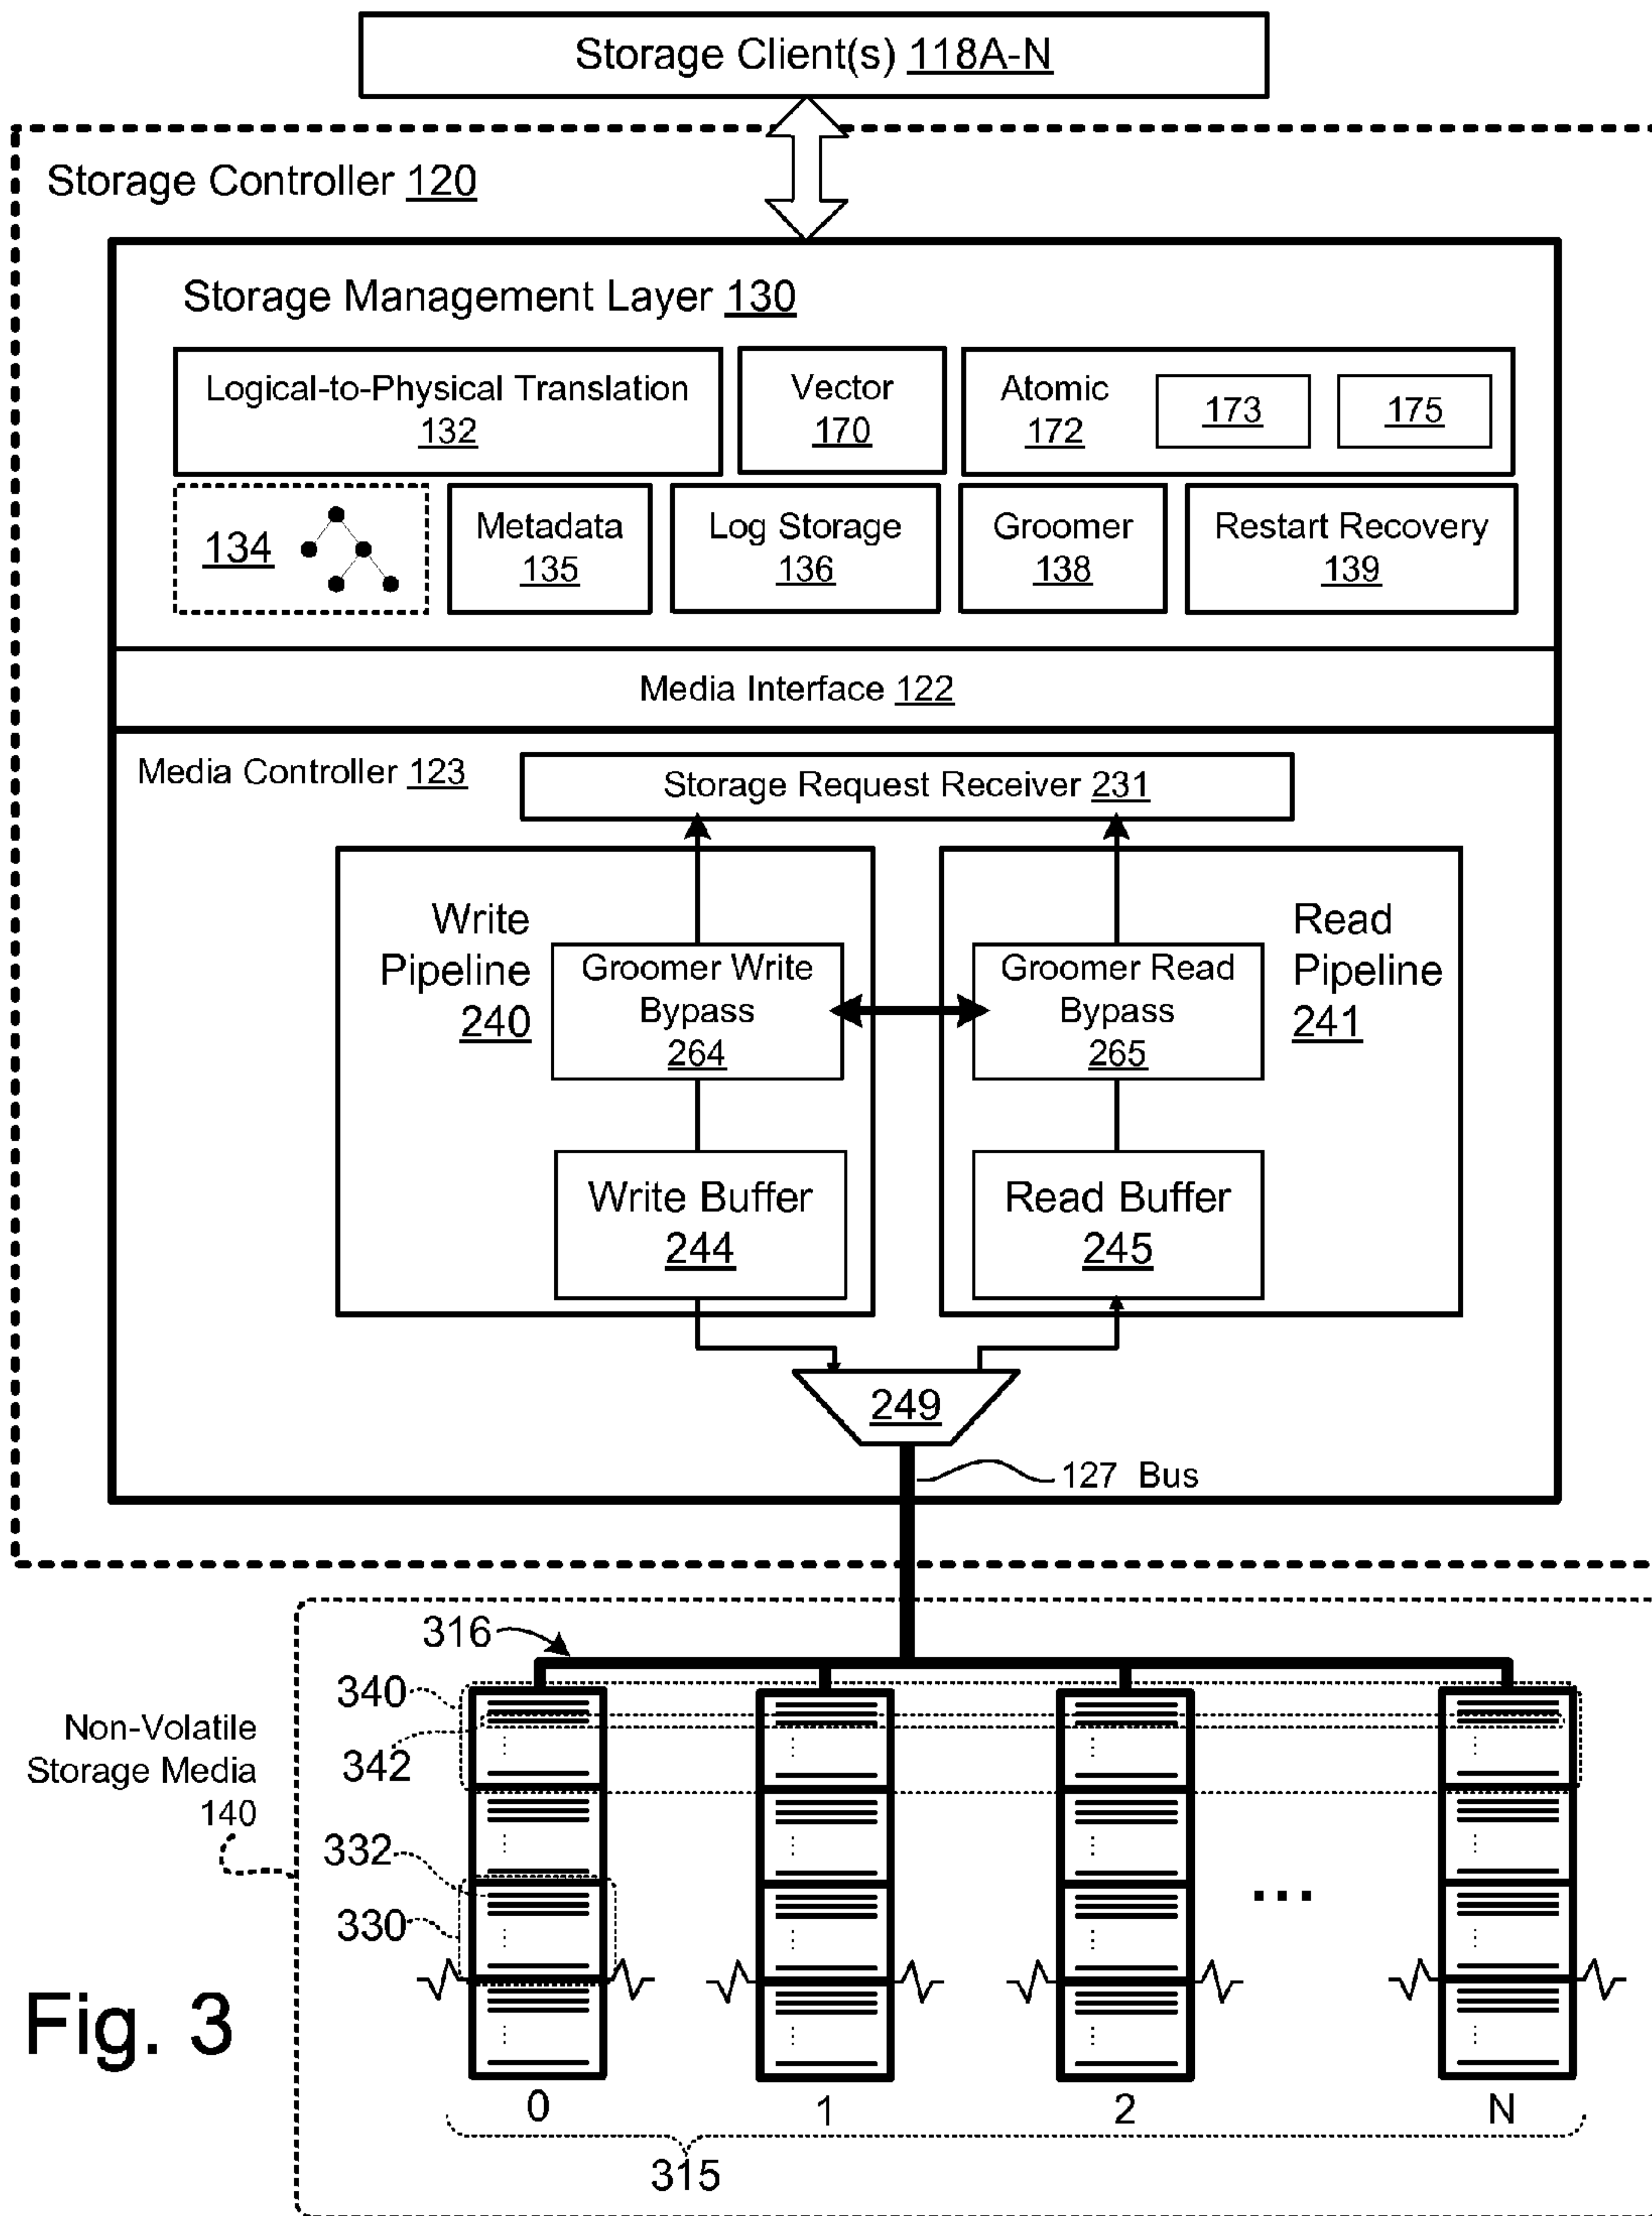 Storage Client(s) 118A-N
Storage Controller 120
Storage Management Layer 130
Logical-to-Physical Translation
132
Vector
170
Atomic
172
173
175
134
Metadata
135
Log Storage
136
Groomer
138
Restart Recovery
139
Media Interface 122
Media Controller 123
Storage Request Receiver 231
Write
Pipeline
240
Groomer Write
Bypass
264
Groomer Read
Bypass
265
Read
Pipeline
241
Write Buffer
244
Read Buffer
245
249
127 Bus
316
340
342
Non-Volatile
Storage Media
140
332
330
...
Fig. 3
0
1
2
N
315